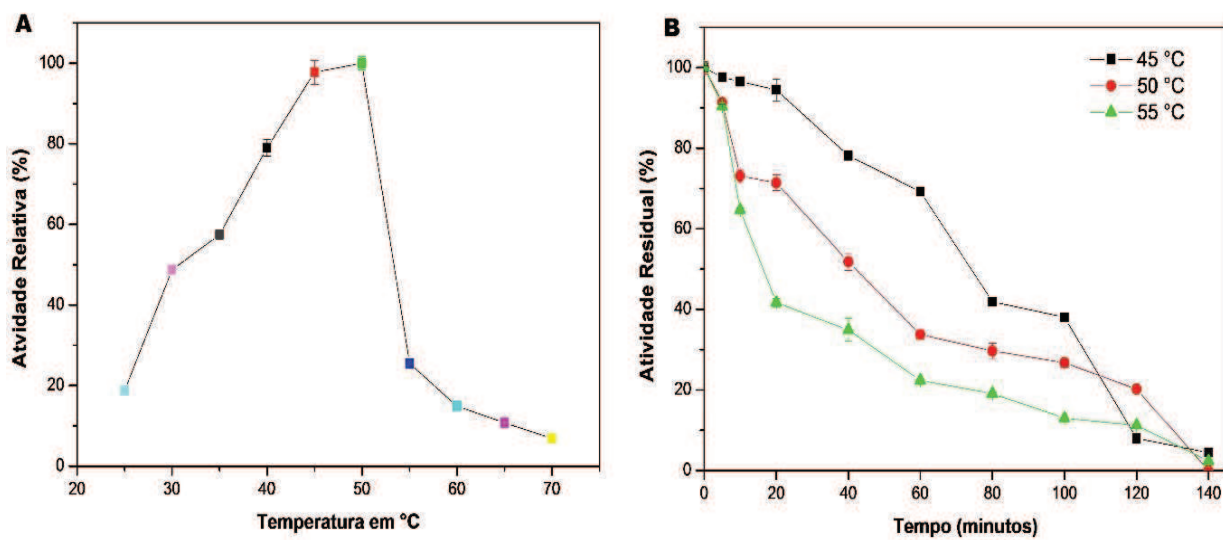 A
Atvidade Relativa (%)
100
80
60
40
20
0
20 30 40 50 60 70
Temperatura em °C
B
Atividade Residual (%)
100
80
60
40
20
0
45 °C
50 °C
55 °C
0 20 40 60 80 100 120 140
Tempo (minutos)